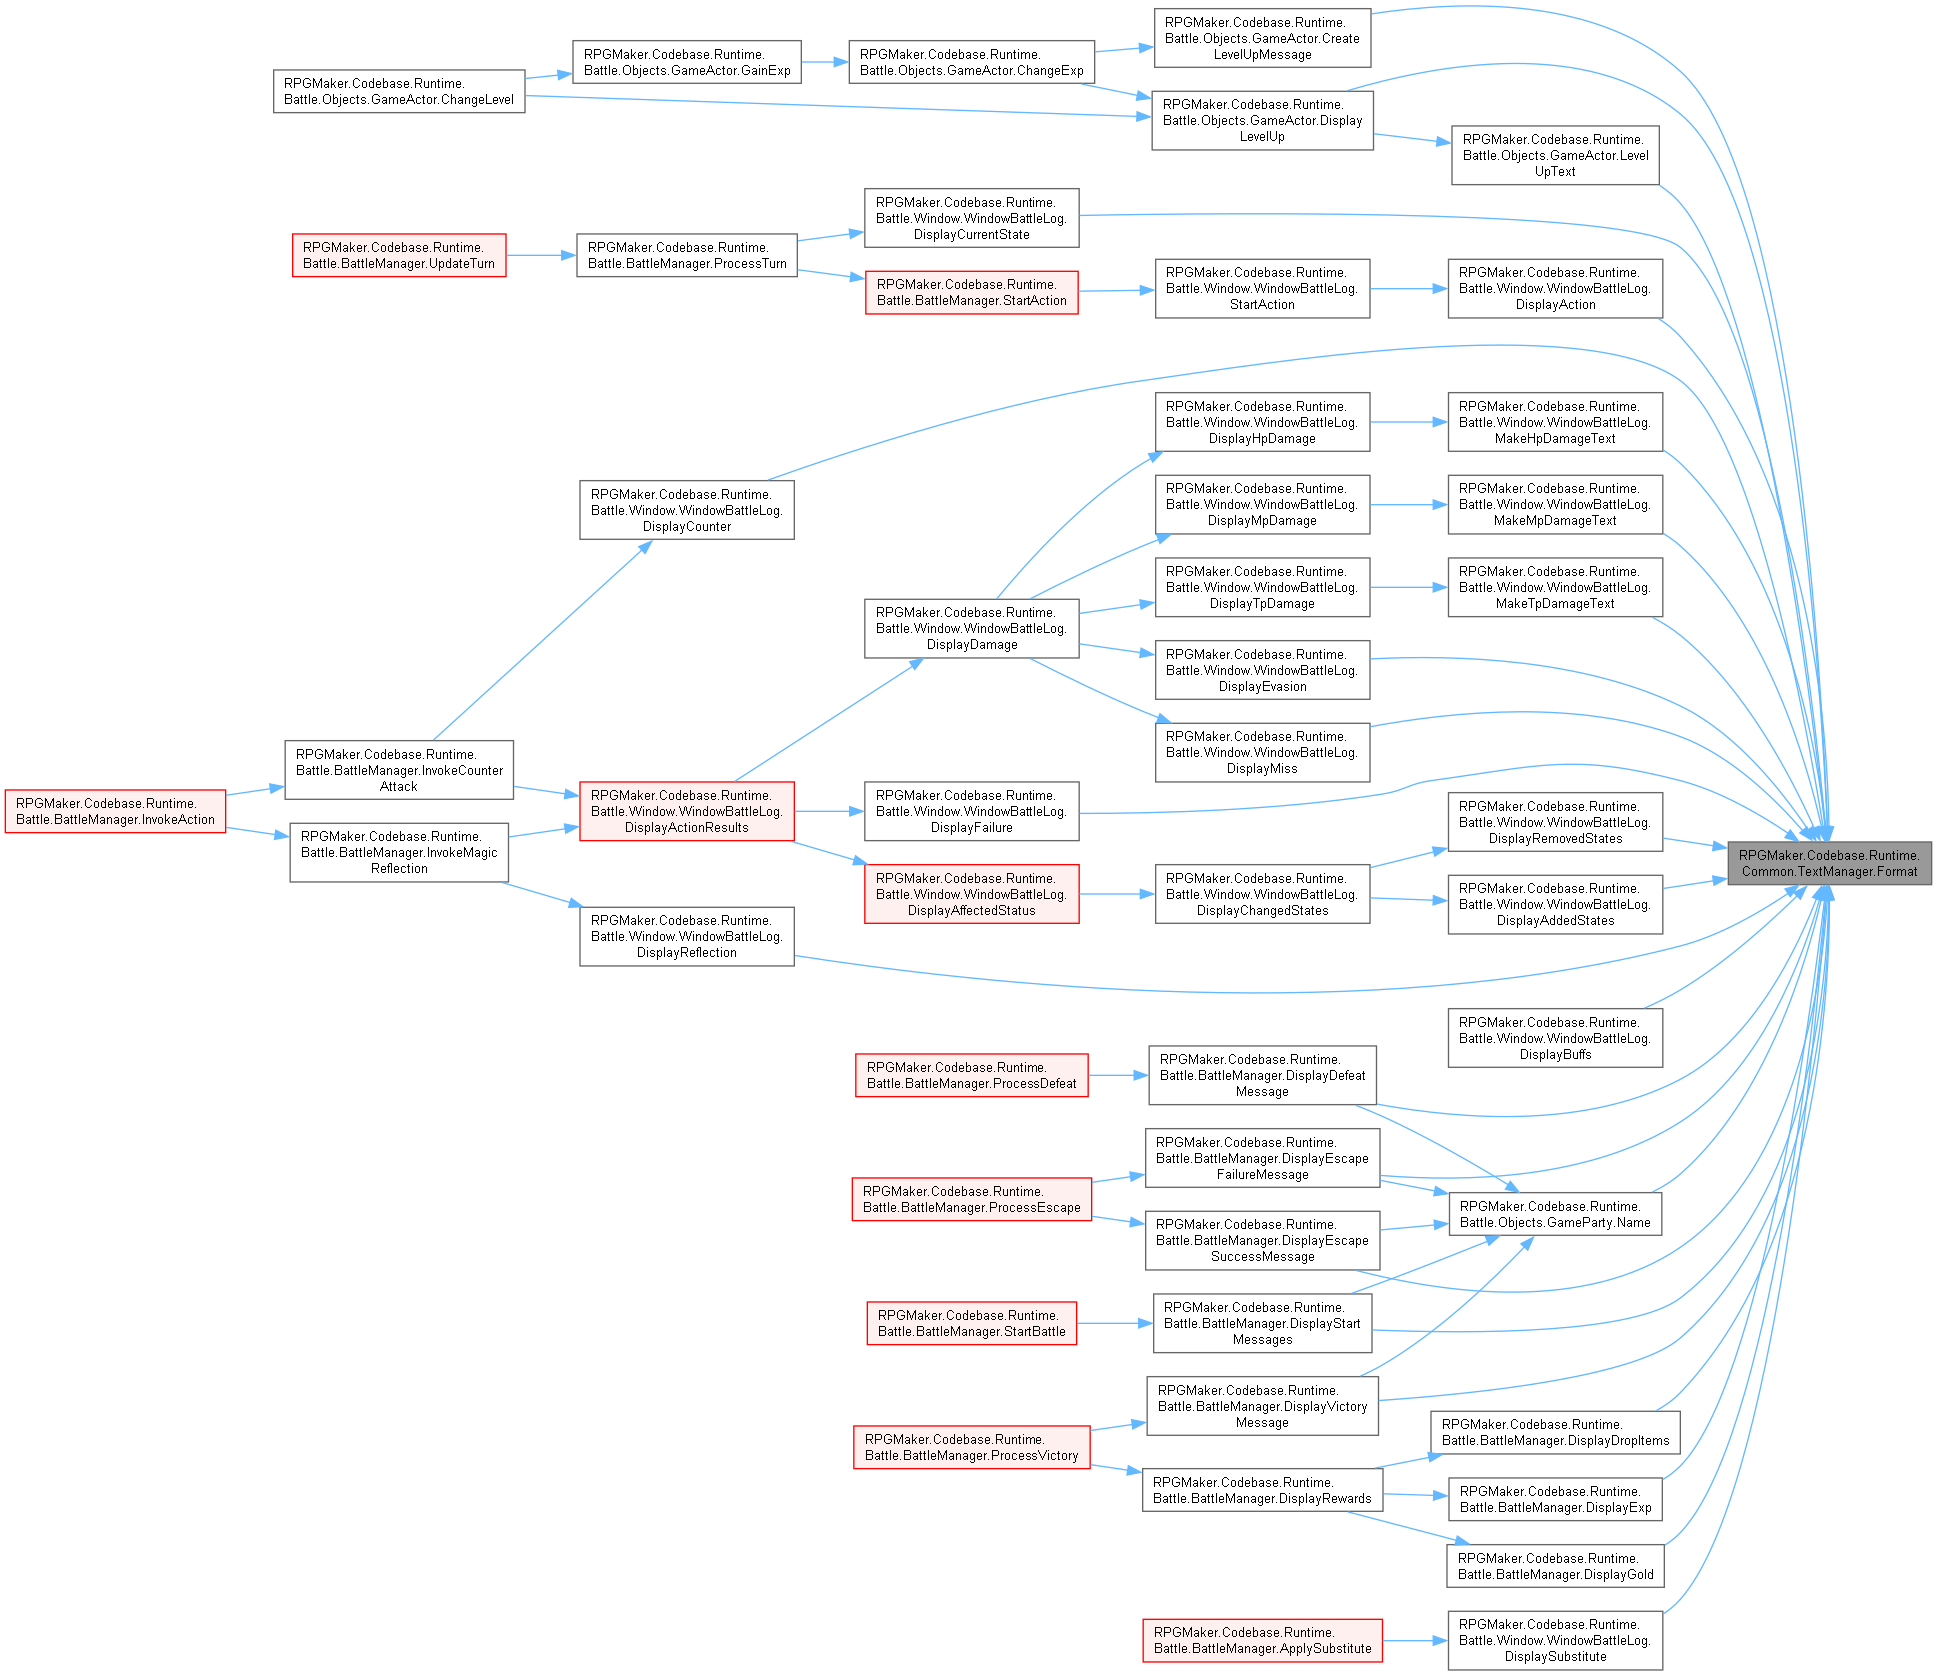 RPGMaker.Codebase.Runtime.
Battle.Objects.GameActor.Create
LevelUpMessage
RPGMaker.Codebase.Runtime.
Battle.Objects.GameActor.GainExp
RPGMaker.Codebase.Runtime.
Battle.Objects.GameActor.ChangeExp
RPGMaker.Codebase.Runtime.
Battle.Objects.GameActor.ChangeLevel
RPGMaker.Codebase.Runtime.
Battle.Objects.GameActor.Display
LevelUp
RPGMaker.Codebase.Runtime.
Battle.Objects.GameActor.Level
UpText
RPGMaker.Codebase.Runtime.
Battle.Window.WindowBattleLog.
DisplayCurrentState
RPGMaker.Codebase.Runtime.
Battle.BattleManager.UpdateTurn
RPGMaker.Codebase.Runtime.
Battle.BattleManager.ProcessTurn
RPGMaker.Codebase.Runtime.
Battle.BattleManager.StartAction
RPGMaker.Codebase.Runtime.
Battle.Window.WindowBattleLog.
StartAction
RPGMaker.Codebase.Runtime.
Battle.Window.WindowBattleLog.
DisplayAction
RPGMaker.Codebase.Runtime.
Battle.Window.WindowBattleLog.
DisplayHpDamage
RPGMaker.Codebase.Runtime.
Battle.Window.WindowBattleLog.
MakeHpDamageText
RPGMaker.Codebase.Runtime.
Battle.Window.WindowBattleLog.
DisplayCounter
RPGMaker.Codebase.Runtime.
Battle.Window.WindowBattleLog.
DisplayMpDamage
RPGMaker.Codebase.Runtime.
Battle.Window.WindowBattleLog.
MakeMpDamageText
RPGMaker.Codebase.Runtime.
Battle.Window.WindowBattleLog.
DisplayTpDamage
RPGMaker.Codebase.Runtime.
Battle.Window.WindowBattleLog.
MakeTpDamageText
RPGMaker.Codebase.Runtime.
Battle.Window.WindowBattleLog.
DisplayDamage
RPGMaker.Codebase.Runtime.
Battle.Window.WindowBattleLog.
DisplayEvasion
RPGMaker.Codebase.Runtime.
Battle.Window.WindowBattleLog.
DisplayMiss
RPGMaker.Codebase.Runtime.
Battle.BattleManager.InvokeCounter
Attack
RPGMaker.Codebase.Runtime.
Battle.BattleManager.InvokeAction
RPGMaker.Codebase.Runtime.
Battle.Window.WindowBattleLog.
DisplayActionResults
RPGMaker.Codebase.Runtime.
Battle.Window.WindowBattleLog.
DisplayFailure
RPGMaker.Codebase.Runtime.
Battle.Window.WindowBattleLog.
DisplayRemovedStates
RPGMaker.Codebase.Runtime.
Battle.BattleManager.InvokeMagic
Reflection
RPGMaker.Codebase.Runtime.
Common.TextManager.Format
RPGMaker.Codebase.Runtime.
Battle.Window.WindowBattleLog.
DisplayAffectedStatus
RPGMaker.Codebase.Runtime.
Battle.Window.WindowBattleLog.
DisplayChangedStates
RPGMaker.Codebase.Runtime.
Battle.Window.WindowBattleLog.
DisplayAddedStates
RPGMaker.Codebase.Runtime.
Battle.Window.WindowBattleLog.
DisplayReflection
RPGMaker.Codebase.Runtime.
Battle.Window.WindowBattleLog.
DisplayBuffs
RPGMaker.Codebase.Runtime.
Battle.BattleManager.ProcessDefeat
RPGMaker.Codebase.Runtime.
Battle.BattleManager.DisplayDefeat
Message
RPGMaker.Codebase.Runtime.
Battle.BattleManager.DisplayEscape
FailureMessage
RPGMaker.Codebase.Runtime.
Battle.BattleManager.ProcessEscape
RPGMaker.Codebase.Runtime.
Battle.Objects.GameParty.Name
RPGMaker.Codebase.Runtime.
Battle.BattleManager.DisplayEscape
SuccessMessage
RPGMaker.Codebase.Runtime.
Battle.BattleManager.StartBattle
RPGMaker.Codebase.Runtime.
Battle.BattleManager.DisplayStart
Messages
RPGMaker.Codebase.Runtime.
Battle.BattleManager.DisplayVictory
Message
RPGMaker.Codebase.Runtime.
Battle.BattleManager.DisplayDropItems
RPGMaker.Codebase.Runtime.
Battle.BattleManager.ProcessVictory
RPGMaker.Codebase.Runtime.
Battle.BattleManager.DisplayRewards
RPGMaker.Codebase.Runtime.
Battle.BattleManager.DisplayExp
RPGMaker.Codebase.Runtime.
Battle.BattleManager.DisplayGold
RPGMaker.Codebase.Runtime.
Battle.BattleManager.ApplySubstitute
RPGMaker.Codebase.Runtime.
Battle.Window.WindowBattleLog.
DisplaySubstitute